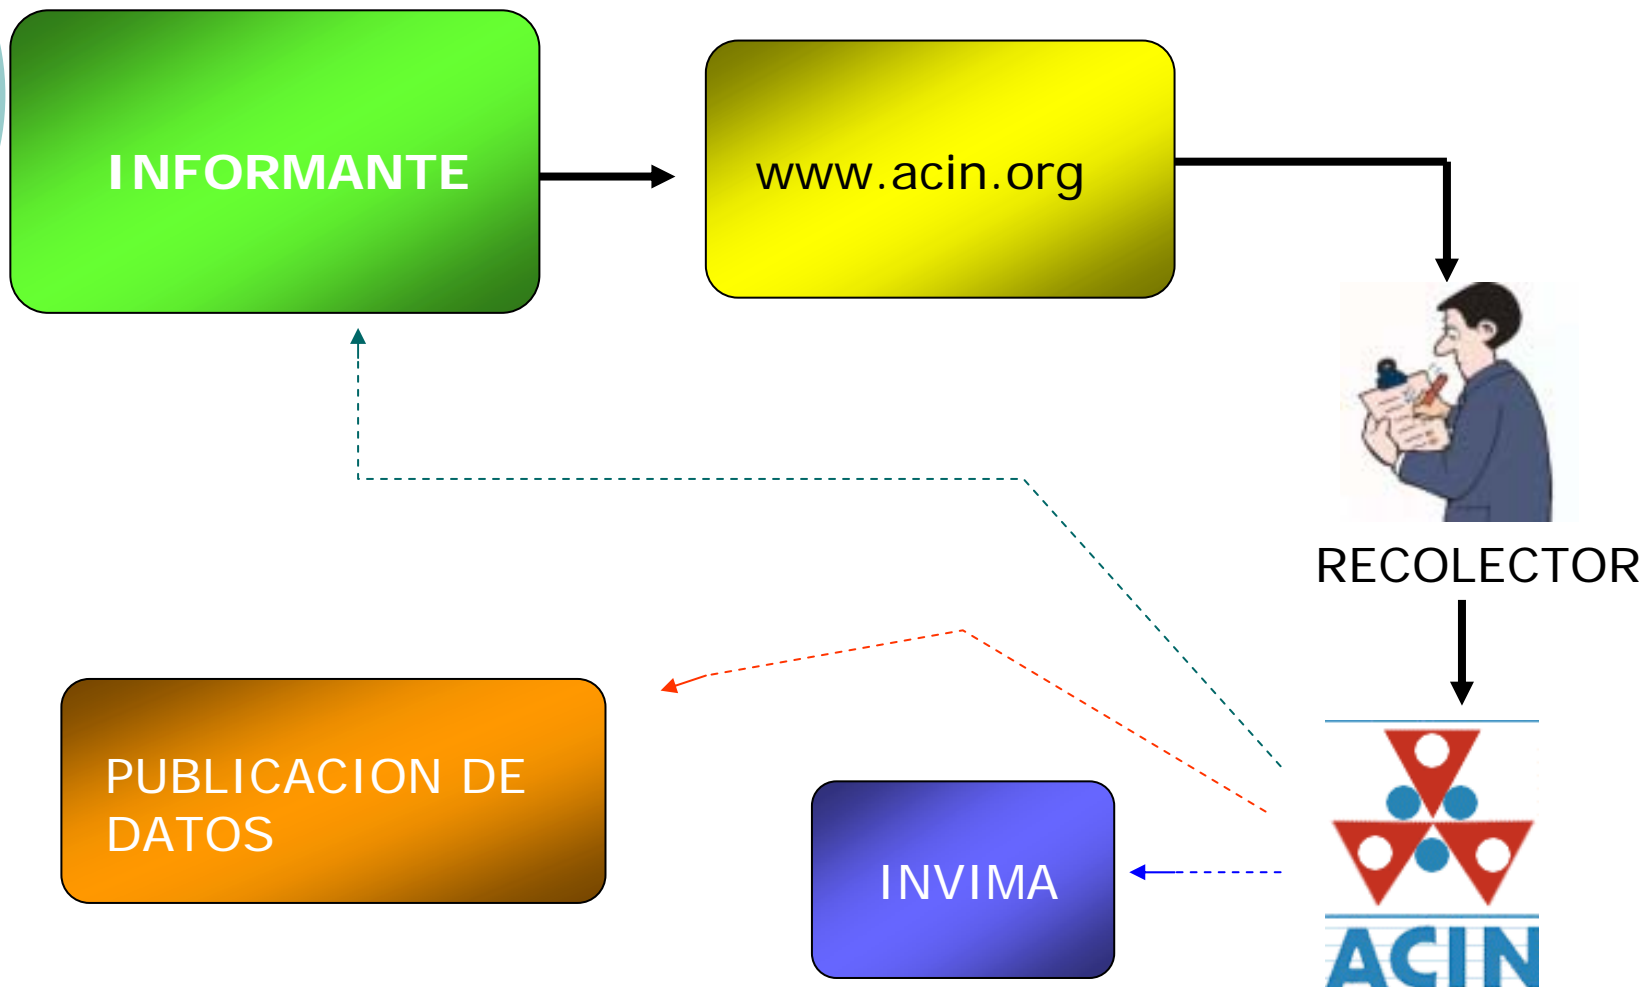 INFORMANTE
www.acin.org
RECOLECTOR
PUBLICACION DE
DATOS
INVIMA
ACIN